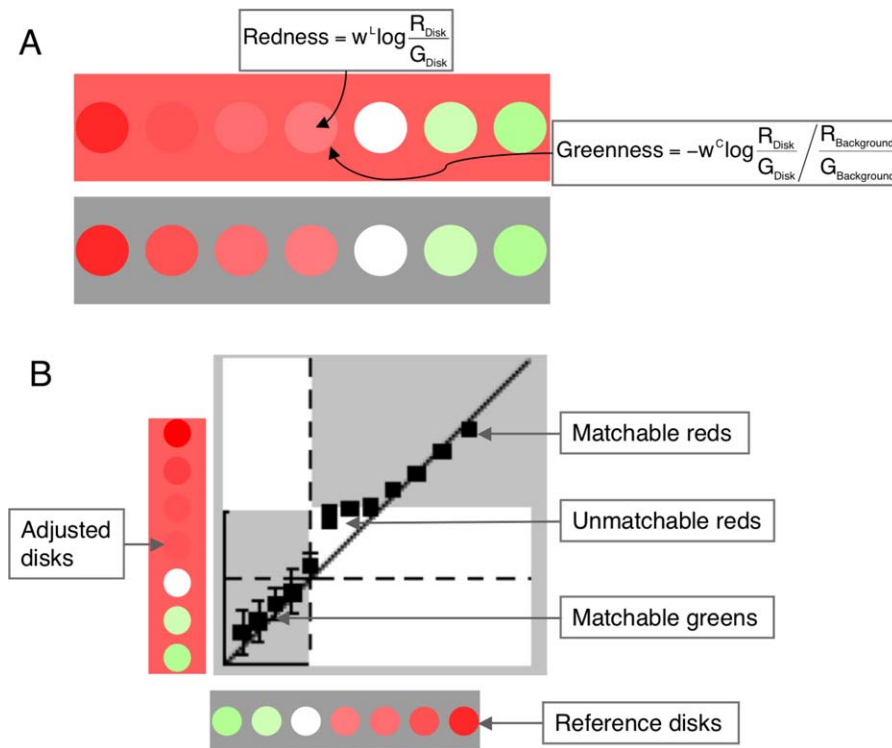 A
Redness = w^L log R_Disk / G_Disk
Greenness = -w^C log R_Disk / G_Disk / R_Background / G_Background
B
Adjusted
disks
Matchable reds
Unmatchable reds
Matchable greens
Reference disks